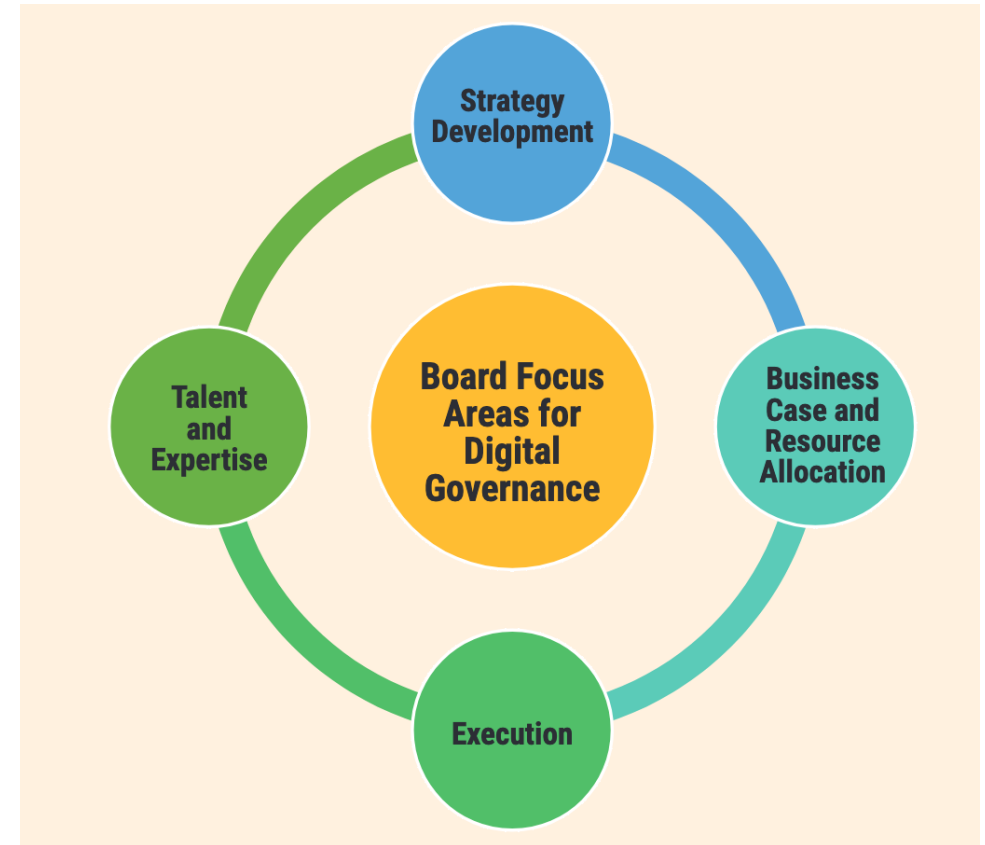 Strategy
Development
Talent
and
Expertise
Board Focus
Areas for
Digital
Governance
Business
Case and
Resource
Allocation
Execution